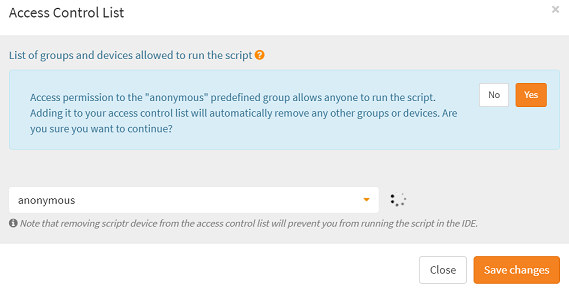 Access Control List
List of groups and devices allowed to run the script
Access permission to the "anonymous" predefined group allows anyone to run the script.
Adding it to your access control list will automatically remove any other groups or devices. Are
you sure you want to continue?
No
Yes
anonymous
Note that removing scriptr device from the access control list will prevent you from running the script in the IDE.
Close
Save changes